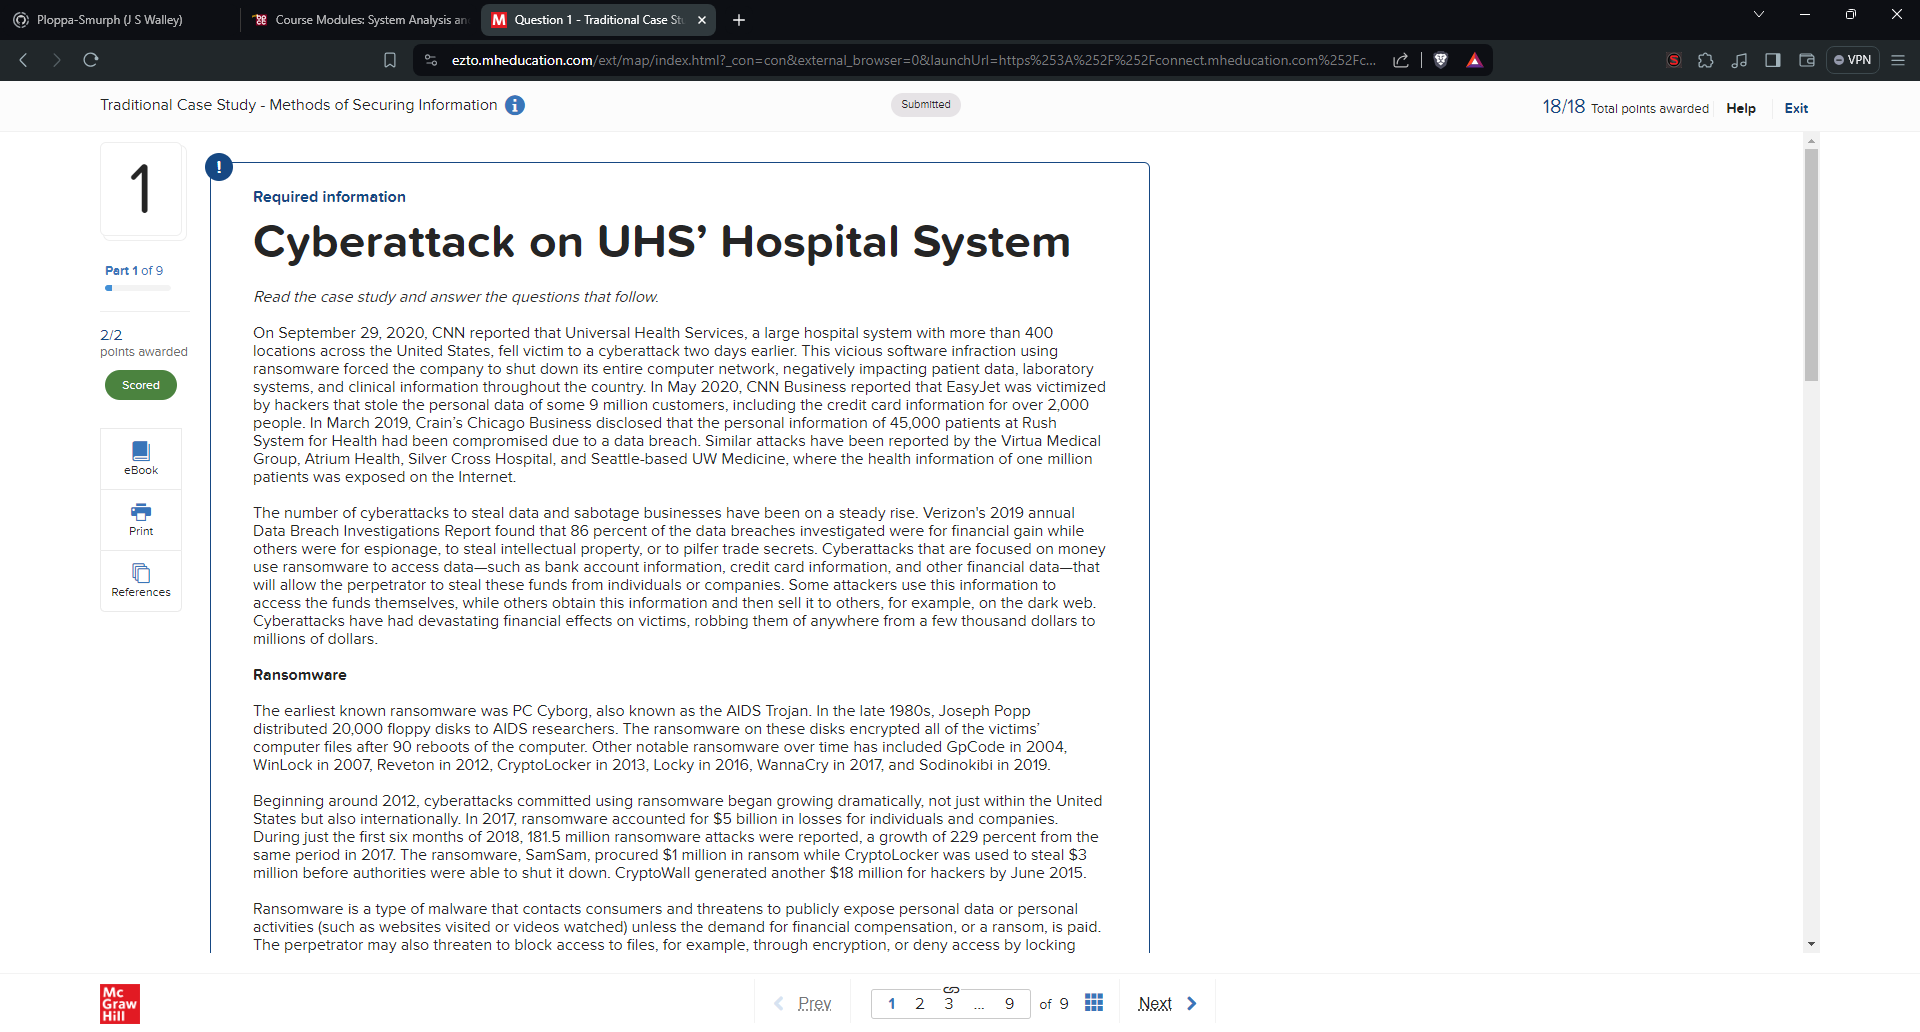 Ploppa-Smurph (J S Walley)
Course Modules: System Analysis an
Question 1 - Traditional Case St
ezto.mheducation.com/ext/map/index.html?_con=con&external_browser=0&launchUrl=https%253A%252F%252Fconnect.mheducation.com%252Fc...
VPN
Traditional Case Study - Methods of Securing Information
Submitted
18/18 Total points awarded
Help
Exit
1
Part 1 of 9
2/2
points awarded
Scored
eBook
Print
References
Required information
Cyberattack on UHS’ Hospital System
Read the case study and answer the questions that follow.
On September 29, 2020, CNN reported that Universal Health Services, a large hospital system with more than 400
locations across the United States, fell victim to a cyberattack two days earlier. This vicious software infraction using
ransomware forced the company to shut down its entire computer network, negatively impacting patient data, laboratory
systems, and clinical information throughout the country. In May 2020, CNN Business reported that EasyJet was victimized
by hackers that stole the personal data of some 9 million customers, including the credit card information for over 2,000
people. In March 2019, Crain’s Chicago Business disclosed that the personal information of 45,000 patients at Rush
System for Health had been compromised due to a data breach. Similar attacks have been reported by the Virtua Medical
Group, Atrium Health, Silver Cross Hospital, and Seattle-based UW Medicine, where the health information of one million
patients was exposed on the Internet.
The number of cyberattacks to steal data and sabotage businesses have been on a steady rise. Verizon's 2019 annual
Data Breach Investigations Report found that 86 percent of the data breaches investigated were for financial gain while
others were for espionage, to steal intellectual property, or to pilfer trade secrets. Cyberattacks that are focused on money
use ransomware to access data—such as bank account information, credit card information, and other financial data—that
will allow the perpetrator to steal these funds from individuals or companies. Some attackers use this information to
access the funds themselves, while others obtain this information and then sell it to others, for example, on the dark web.
Cyberattacks have had devastating financial effects on victims, robbing them of anywhere from a few thousand dollars to
millions of dollars.
Ransomware
The earliest known ransomware was PC Cyborg, also known as the AIDS Trojan. In the late 1980s, Joseph Popp
distributed 20,000 floppy disks to AIDS researchers. The ransomware on these disks encrypted all of the victims’
computer files after 90 reboots of the computer. Other notable ransomware over time has included GpCode in 2004,
WinLock in 2007, Reveton in 2012, CryptoLocker in 2013, Locky in 2016, WannaCry in 2017, and Sodinokibi in 2019.
Beginning around 2012, cyberattacks committed using ransomware began growing dramatically, not just within the United
States but also internationally. In 2017, ransomware accounted for $5 billion in losses for individuals and companies.
During just the first six months of 2018, 181.5 million ransomware attacks were reported, a growth of 229 percent from the
same period in 2017. The ransomware, SamSam, procured $1 million in ransom while CryptoLocker was used to steal $3
million before authorities were able to shut it down. CryptoWall generated another $18 million for hackers by June 2015.
Ransomware is a type of malware that contacts consumers and threatens to publicly expose personal data or personal
activities (such as websites visited or videos watched) unless the demand for financial compensation, or a ransom, is paid.
The perpetrator may also threaten to block access to files, for example, through encryption, or deny access by locking
Mc
Graw
Hill
Prev
1 2 3 ... 9 of 9
Next